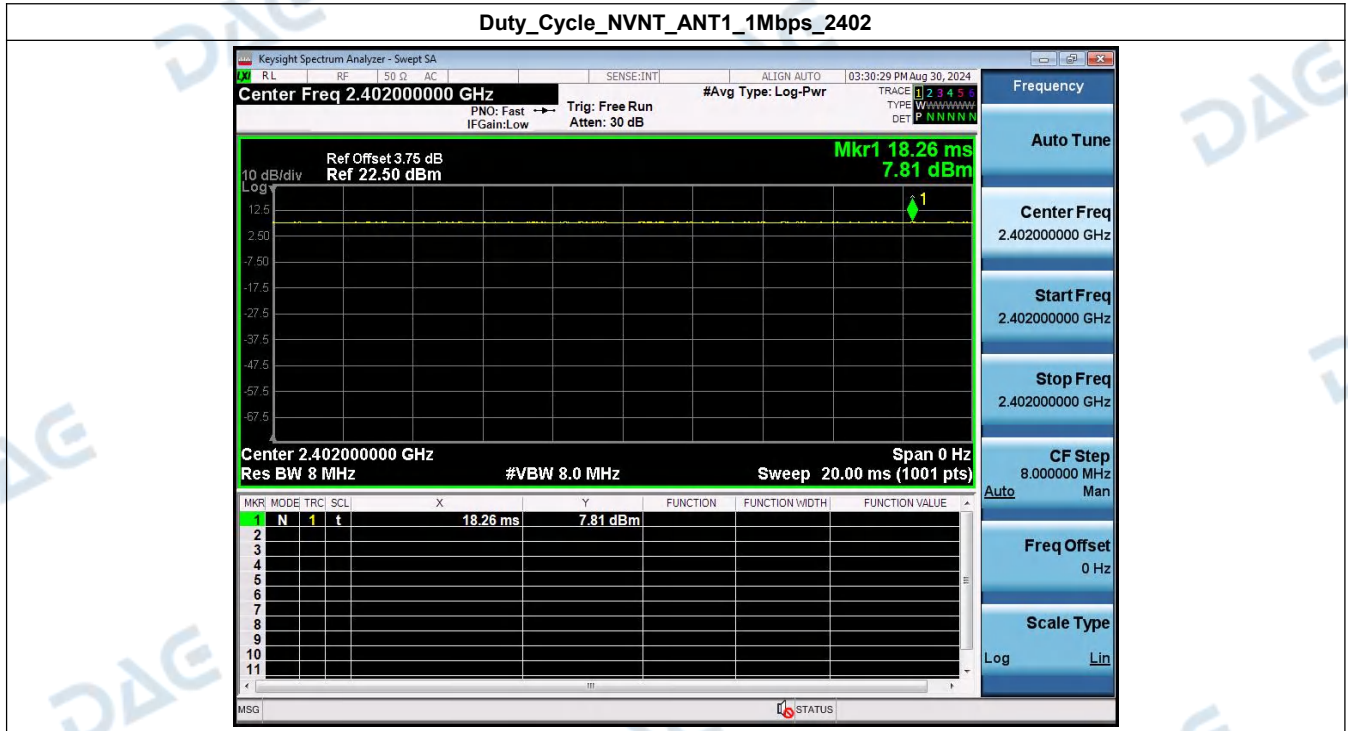 Duty_Cycle_NVNT_ANT1_1Mbps_2402
Keysight Spectrum Analyzer - Swept SA
LXI RL RF 50 Ω AC SENSE:INT ALIGN AUTO 03:30:29 PM Aug 30, 2024
Center Freq 2.402000000 GHz #Avg Type: Log-Pwr TRACE 1 2 3 4 5 6
PNO: Fast Trig: Free Run TYPE WWWWWWW
IFGain:Low Atten: 30 dB DET P N N N N N
Frequency
Auto Tune
Center Freq
2.402000000 GHz
Start Freq
2.402000000 GHz
Stop Freq
2.402000000 GHz
CF Step
8.000000 MHz
Auto Man
Freq Offset
0 Hz
Scale Type
Log Lin
Ref Offset 3.75 dB Mkr1 18.26 ms
10 dB/div Ref 22.50 dBm 7.81 dBm
Log
1
12.5
2.50
-7.50
-17.5
-27.5
-37.5
-47.5
-57.5
-67.5
Center 2.402000000 GHz Span 0 Hz
Res BW 8 MHz #VBW 8.0 MHz Sweep 20.00 ms (1001 pts)
MKR MODE TRC SCL X Y FUNCTION FUNCTION WIDTH FUNCTION VALUE
1 N 1 t 18.26 ms 7.81 dBm
2
3
4
5
6
7
8
9
10
11
MSG STATUS
DAG
DAG
DAG